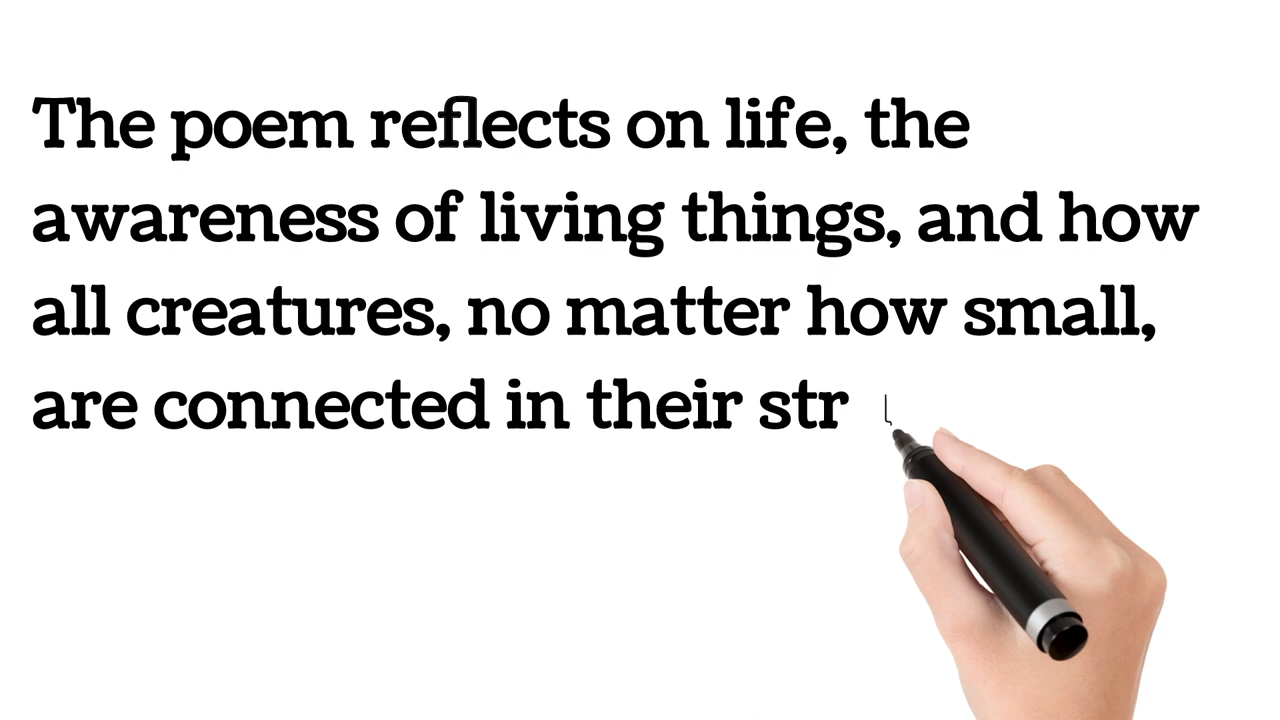 The poem reflects on life, the
awareness of living things, and how
all creatures, no matter how small,
are connected in their str